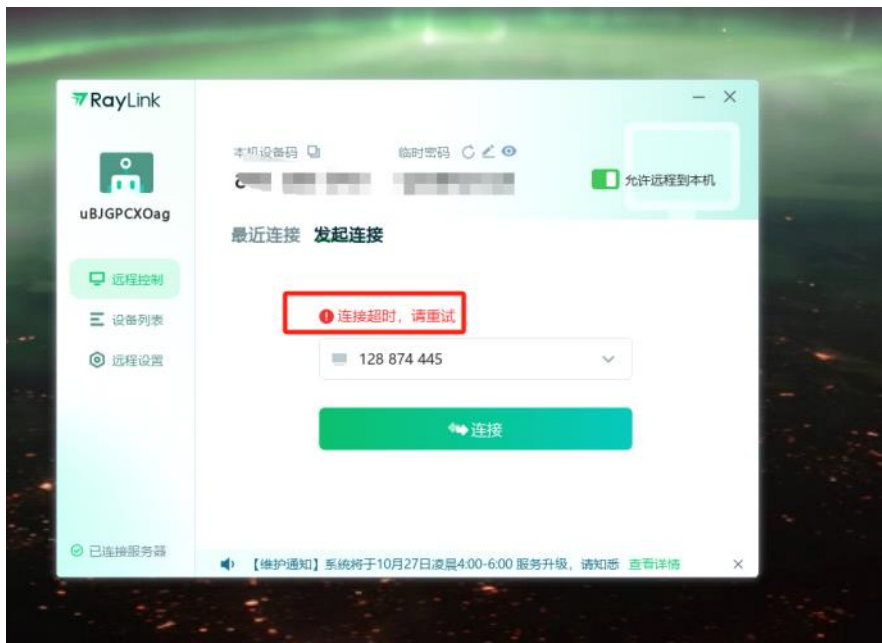 RayLink
本机设备码
临时密码
允许远程到本机
uBJGPCXOag
最近连接 发起连接
远程控制
设备列表
远程设置
连接超时，请重试
128 874 445
连接
已连接服务器
【维护通知】系统将于10月27日凌晨4:00-6:00 服务升级，请知悉 查看详情